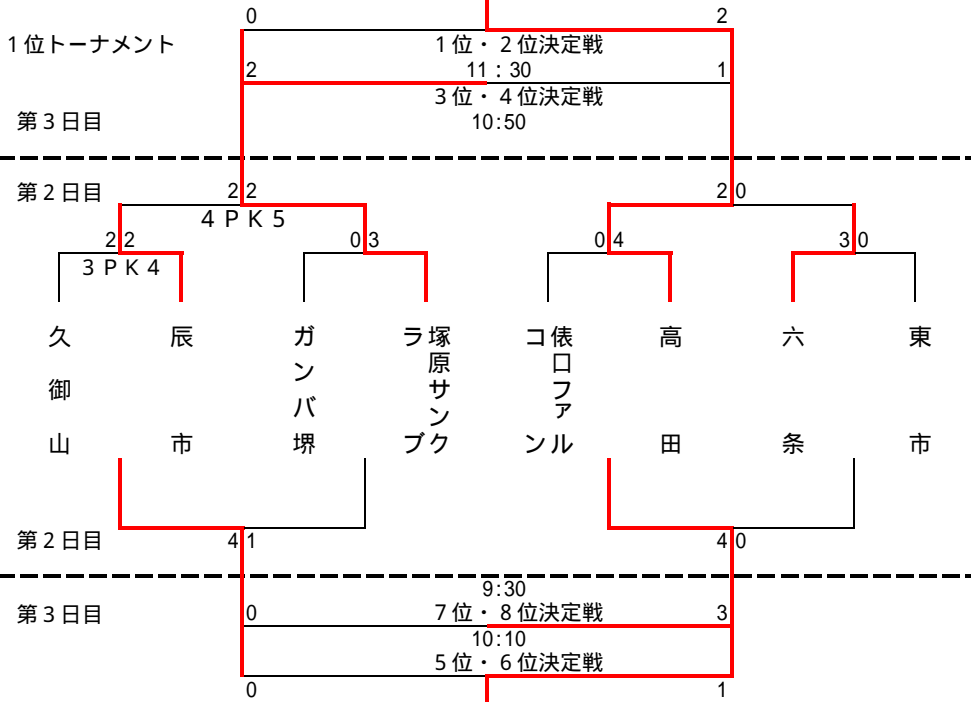 0 2
1位トーナメント
1位・2位決定戦
2 11:30 1
3位・4位決定戦
第3日目
10:50
第2日目
2 2 2 0
4PK5
2 2 0 3 0 4 3 0
3PK4
久御山
辰市
ガンバ堺
塚原サンク
ラブ
俵口ファル
コン
高田
六条
東市
第2日目
4 1 4 0
9:30
第3日目
0 7位・8位決定戦 3
10:10
5位・6位決定戦
0 1